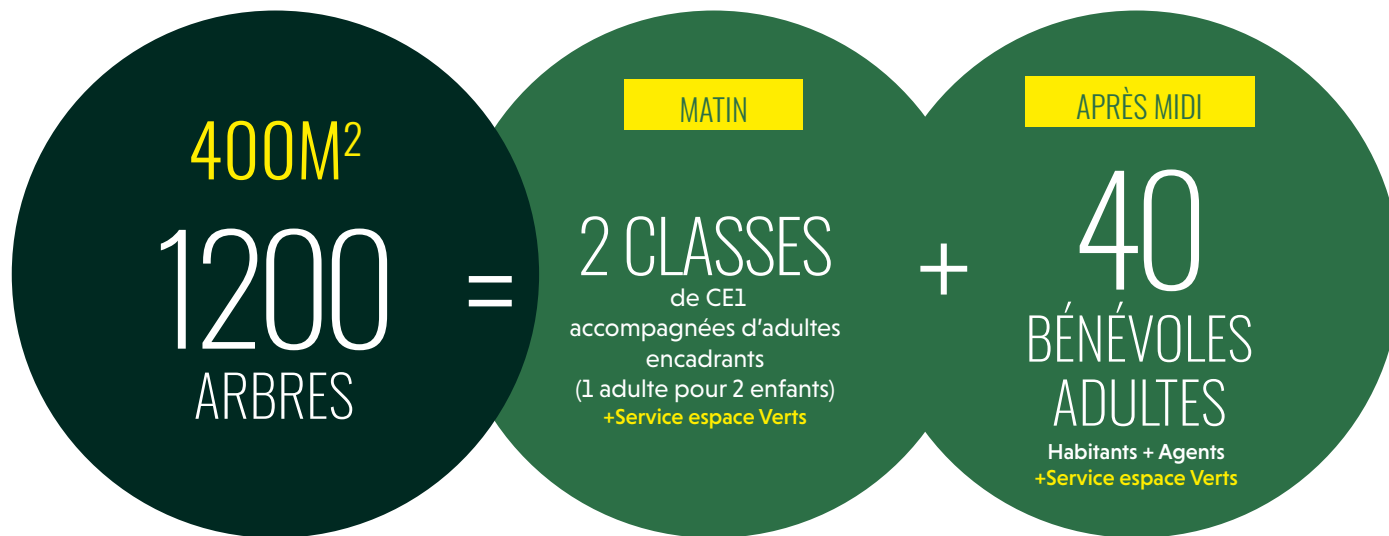 400M²
1200
ARBRES
=
MATIN
2 CLASSES
de CE1
accompagnées d'adultes
encadrants
(1 adulte pour 2 enfants)
+Service espace Verts
+
APRÈS MIDI
40
BÉNÉVOLES
ADULTES
Habitants + Agents
+Service espace Verts